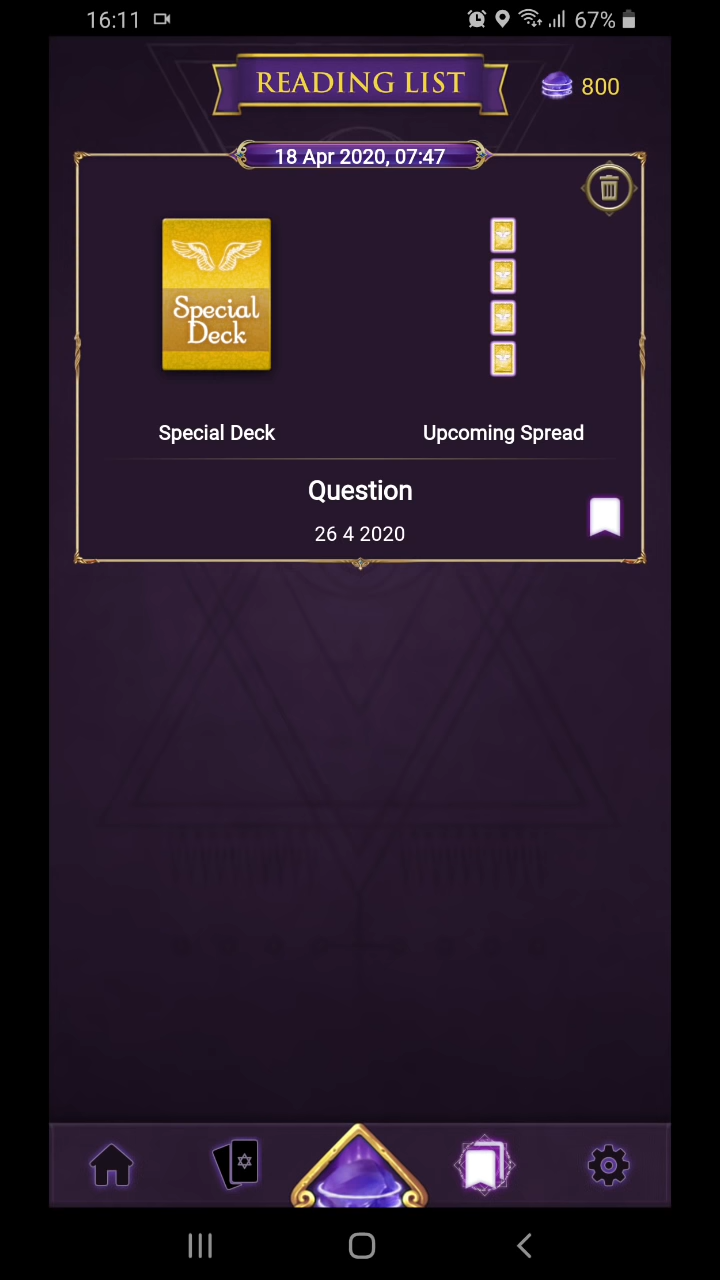 16:11
67%
READING LIST
800
18 Apr 2020, 07:47
Special
Deck
Special Deck
Upcoming Spread
Question
26 4 2020